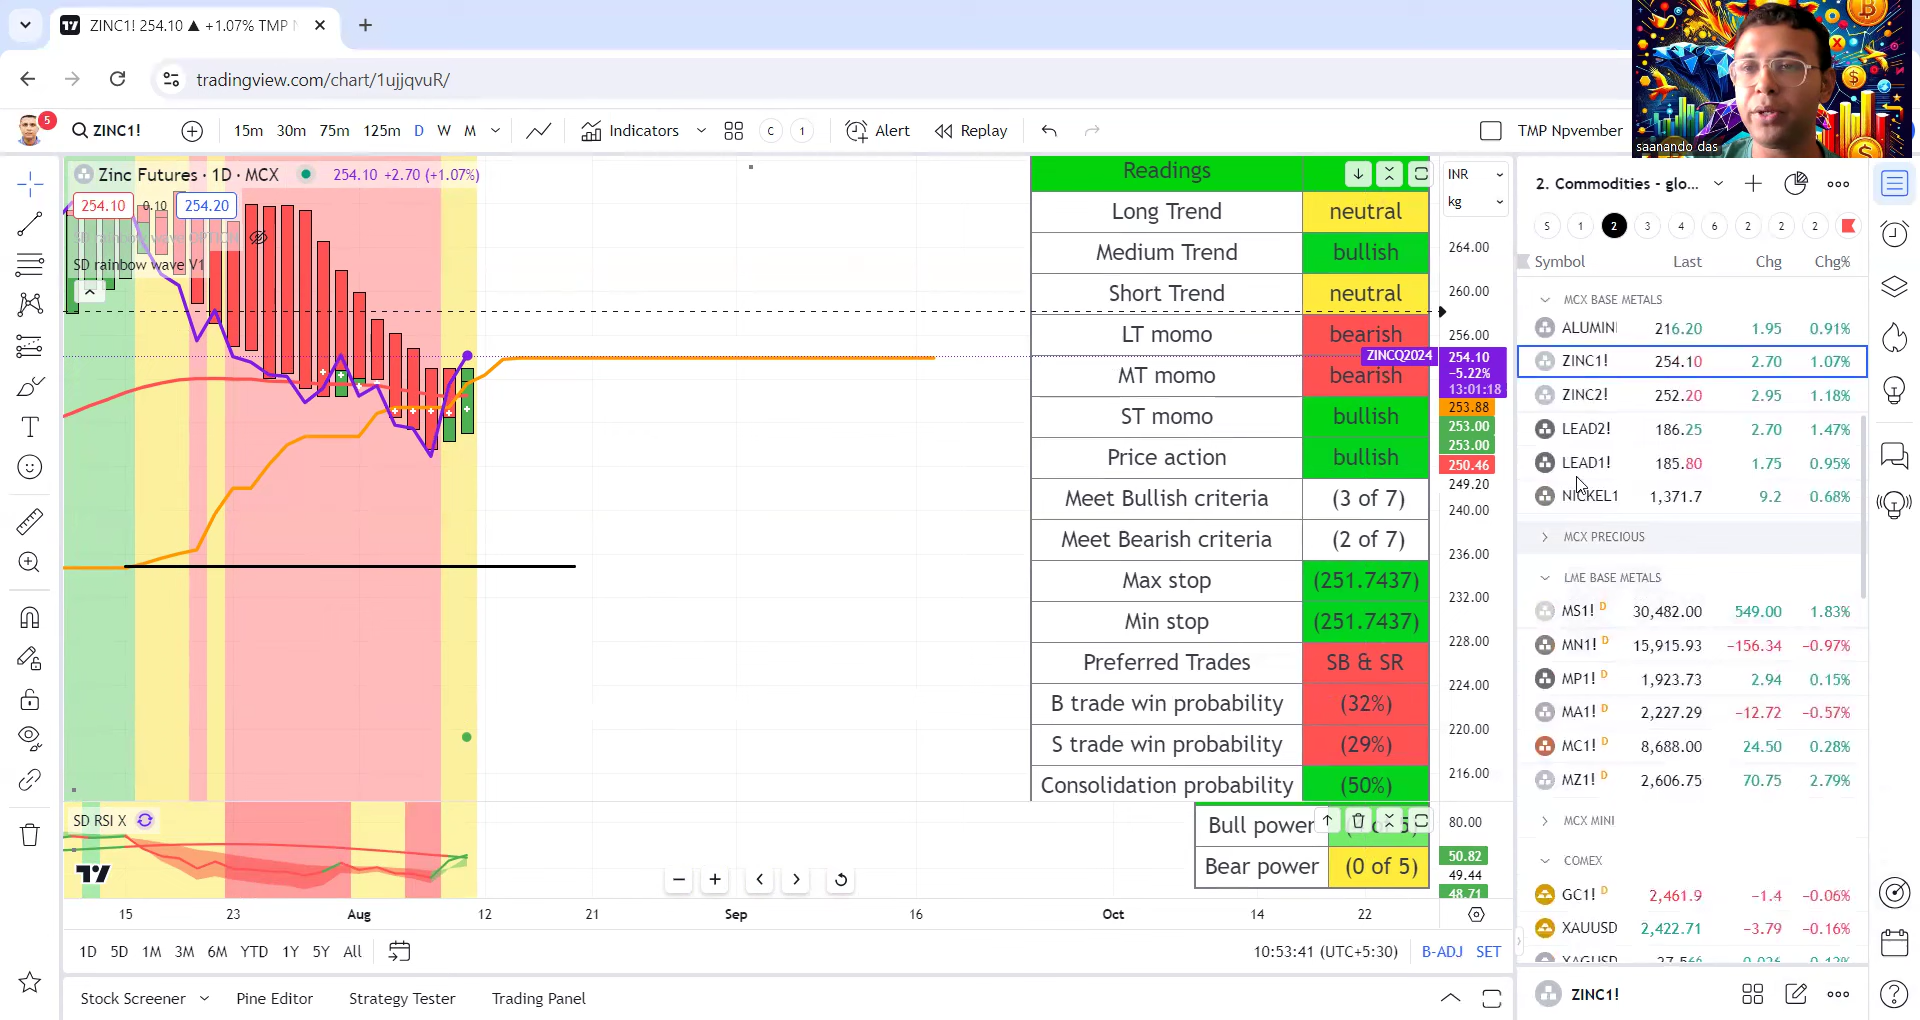 ZINC1! 254.10 ▲ +1.07% TMP
tradingview.com/chart/1ujjqvuR/
saanando das
5
ZINC1!
15m 30m 75m 125m D W M
Indicators
C 1
Alert
Replay
TMP Npvember
Zinc Futures · 1D · MCX
254.10 +2.70 (+1.07%)
254.10 0.10 254.20
SD rainbow wave OPTION
SD rainbow wave V1
Readings
Long Trend neutral
Medium Trend bullish
Short Trend neutral
LT momo bearish
MT momo bearish
ST momo bullish
Price action bullish
Meet Bullish criteria (3 of 7)
Meet Bearish criteria (2 of 7)
Max stop (251.7437)
Min stop (251.7437)
Preferred Trades SB & SR
B trade win probability (32%)
S trade win probability (29%)
Consolidation probability (50%)
INR
kg
264.00
260.00
256.00
ZINCQ2024 254.10
−5.22%
13:01:18
253.88
253.00
253.00
250.46
249.20
240.00
236.00
232.00
228.00
224.00
220.00
216.00
SD RSI X
Bull power
Bear power (0 of 5)
80.00
50.82
49.44
48.71
15 23 Aug 12 21 Sep 16 Oct 14 22
1D 5D 1M 3M 6M YTD 1Y 5Y All
10:53:41 (UTC+5:30) B-ADJ SET
Stock Screener Pine Editor Strategy Tester Trading Panel
2. Commodities - glo...
S 1 2 3 4 6 2 2 2
Symbol Last Chg Chg%
MCX BASE METALS
ALUMINI 216.20 1.95 0.91%
ZINC1! 254.10 2.70 1.07%
ZINC2! 252.20 2.95 1.18%
LEAD2! 186.25 2.70 1.47%
LEAD1! 185.80 1.75 0.95%
NICKEL1 1,371.7 9.2 0.68%
MCX PRECIOUS
LME BASE METALS
MS1! D 30,482.00 549.00 1.83%
MN1! D 15,915.93 −156.34 −0.97%
MP1! D 1,923.73 2.94 0.15%
MA1! D 2,227.29 −12.72 −0.57%
MC1! D 8,688.00 24.50 0.28%
MZ1! D 2,606.75 70.75 2.79%
MCX MINI
COMEX
GC1! D 2,461.9 −1.4 −0.06%
XAUUSD 2,422.71 −3.79 −0.16%
ZINC1!